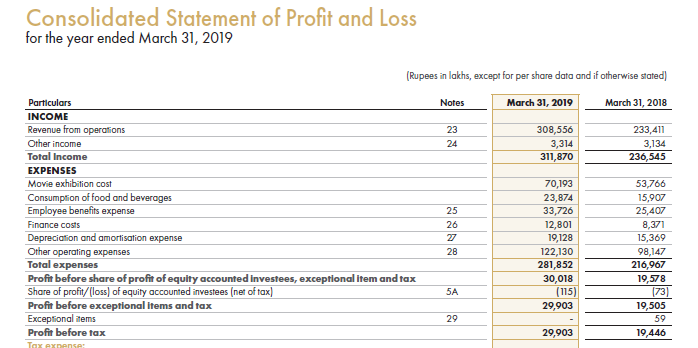 Consolidated Statement of Profit and Loss
for the year ended March 31, 2019
(Rupees in lakhs, except for per share data and if otherwise stated)
Particulars Notes March 31, 2019 March 31, 2018
INCOME
Revenue from operations 23 308,556 233,411
Other income 24 3,314 3,134
Total Income 311,870 236,545
EXPENSES
Movie exhibition cost 70,193 53,766
Consumption of food and beverages 23,874 15,907
Employee benefits expense 25 33,726 25,407
Finance costs 26 12,801 8,371
Depreciation and amortisation expense 27 19,128 15,369
Other operating expenses 28 122,130 98,147
Total expenses 281,852 216,967
Profit before share of profit of equity accounted investees, exceptional item and tax 30,018 19,578
Share of profit/(loss) of equity accounted investees (net of tax) 5A (115) (73)
Profit before exceptional items and tax 29,903 19,505
Exceptional items 29 - 59
Profit before tax 29,903 19,446
Tax expense: